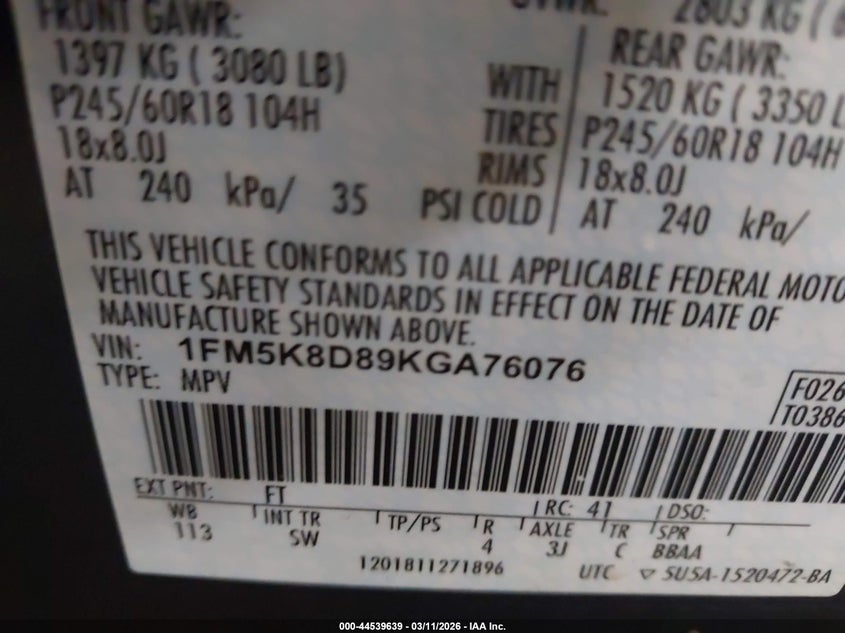 FRONT GAWR:
1397 KG ( 3080 LB)
P245/60R18 104H
18x8.0J
AT 240 kPa/ 35 PSI COLD
WITH
TIRES
RIMS
2803 KG (
REAR GAWR:
1520 KG ( 3350 L
P245/60R18 104H
18x8.0J
AT 240 kPa/
THIS VEHICLE CONFORMS TO ALL APPLICABLE FEDERAL MOTO
VEHICLE SAFETY STANDARDS IN EFFECT ON THE DATE OF
MANUFACTURE SHOWN ABOVE.
VIN: 1FM5K8D89KGA76076
TYPE: MPV
F026
T0386
EXT PNT: FT RC: 41 DSO:
WB INT TR TP/PS R AXLE TR SPR
113 SW 4 3J C BBAA
1201811271896 UTC ▽ 5U5A-1520472-BA
000-44539639 - 03/11/2026 - IAA Inc.